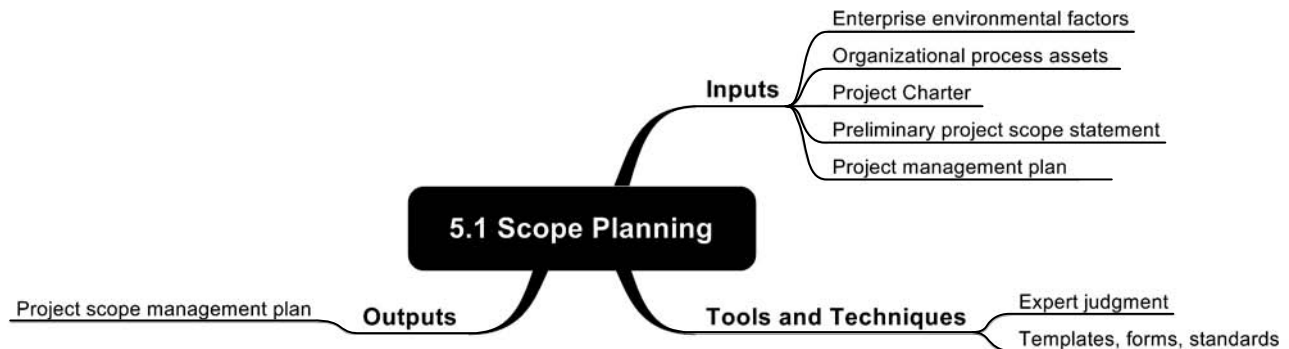 Enterprise environmental factors
Organizational process assets
Inputs
Project Charter
Preliminary project scope statement
Project management plan
5.1 Scope Planning
Project scope management plan
Outputs
Tools and Techniques
Expert judgment
Templates, forms, standards